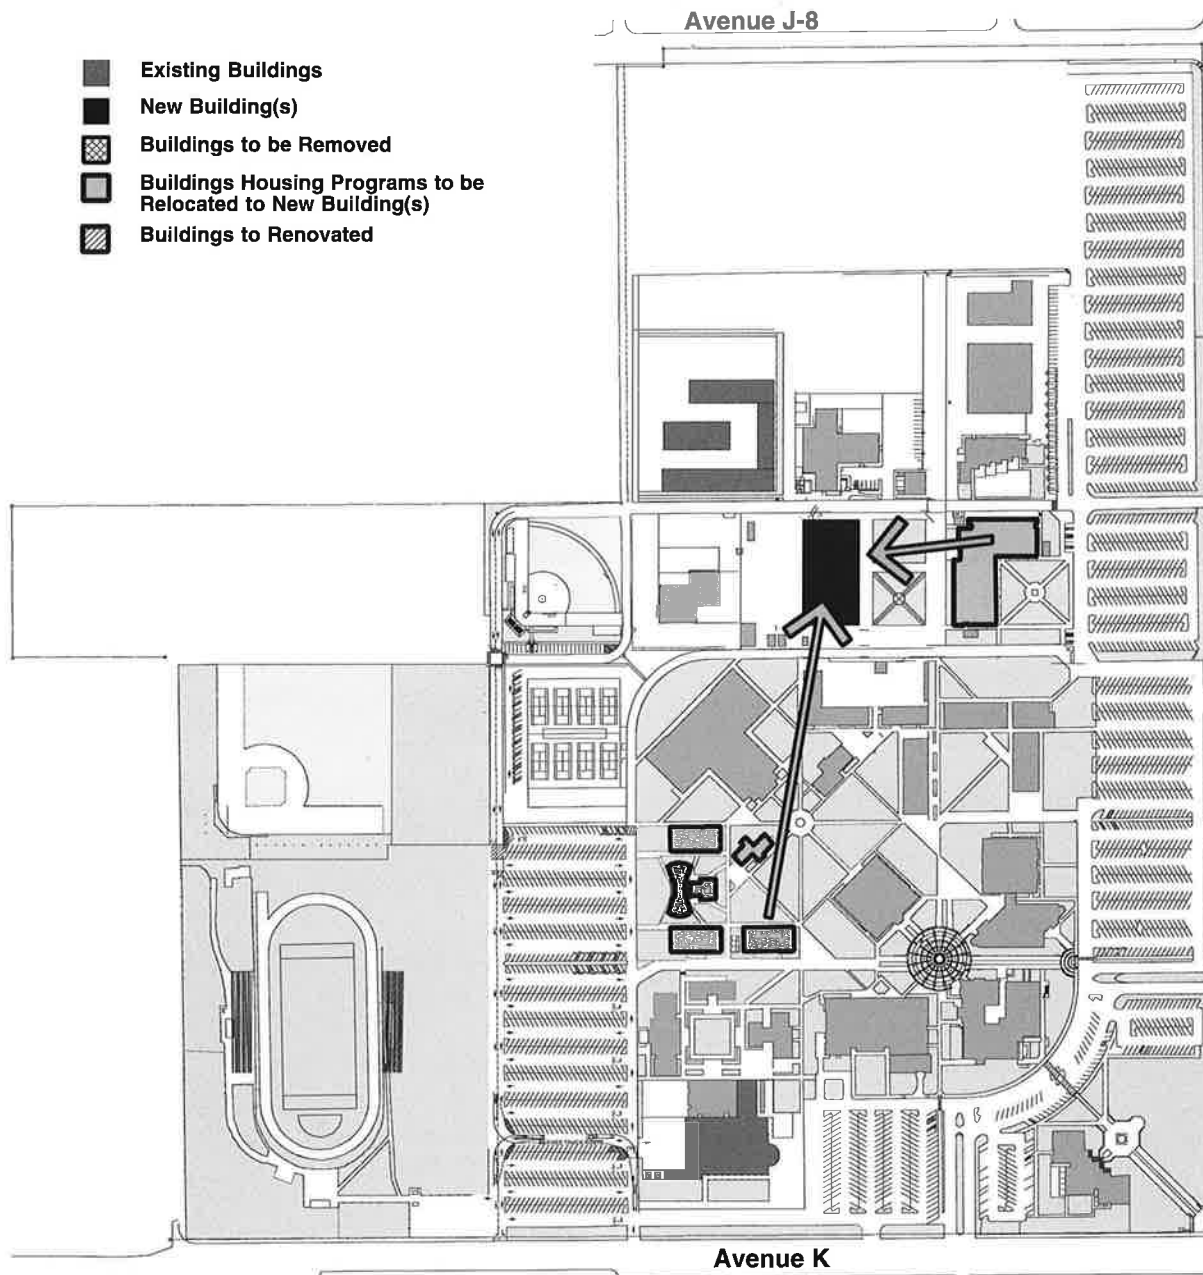 Avenue J-8
Existing Buildings
New Building(s)
Buildings to be Removed
Buildings Housing Programs to be
Relocated to New Building(s)
Buildings to Renovated
Avenue K